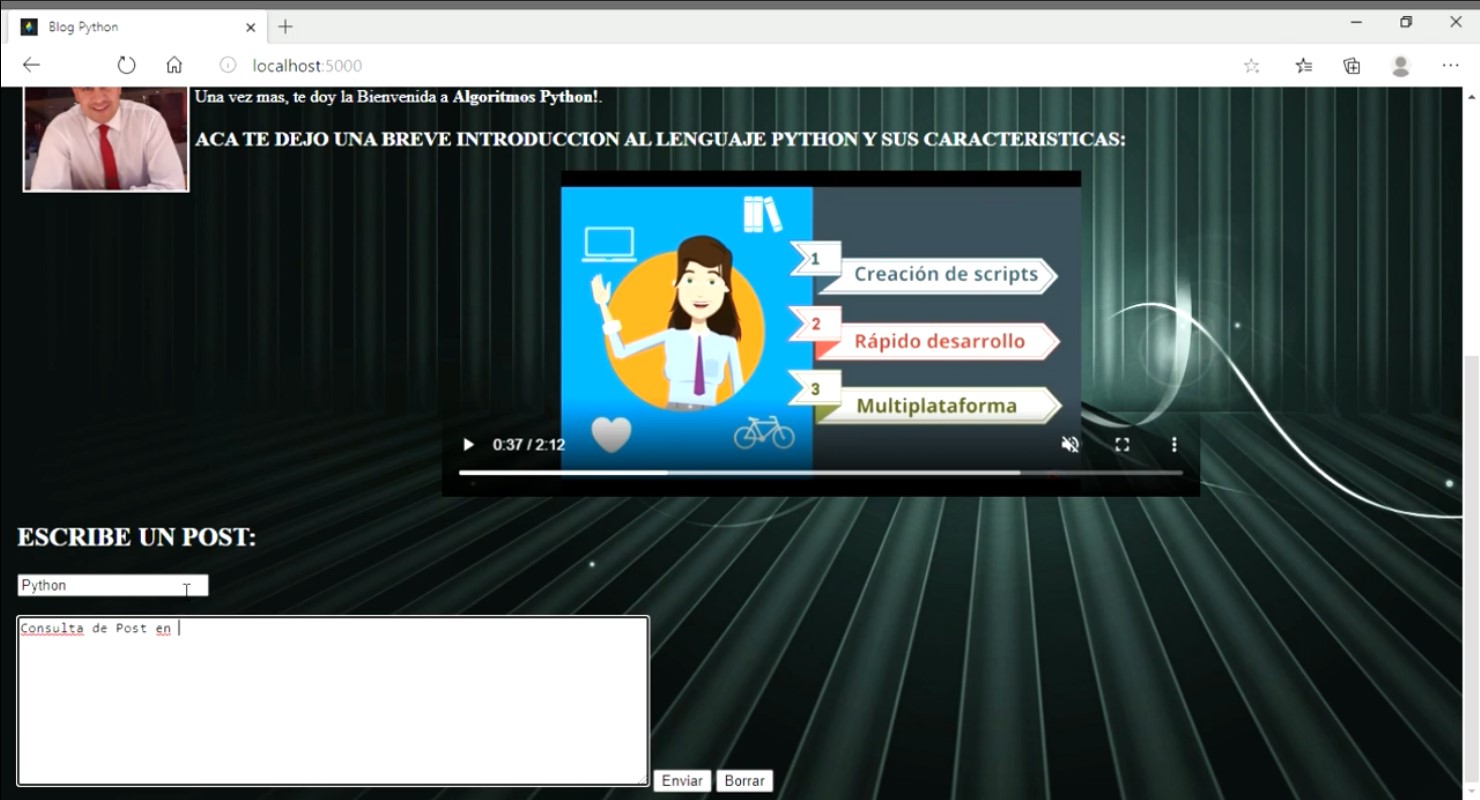 Blog Python
localhost:5000
Una vez mas, te doy la Bienvenida a Algoritmos Python!.
ACA TE DEJO UNA BREVE INTRODUCCION AL LENGUAJE PYTHON Y SUS CARACTERISTICAS:
1
Creación de scripts
2
Rápido desarrollo
3
Multiplataforma
0:37 / 2:12
ESCRIBE UN POST:
Python
Consulta de Post en
Enviar Borrar